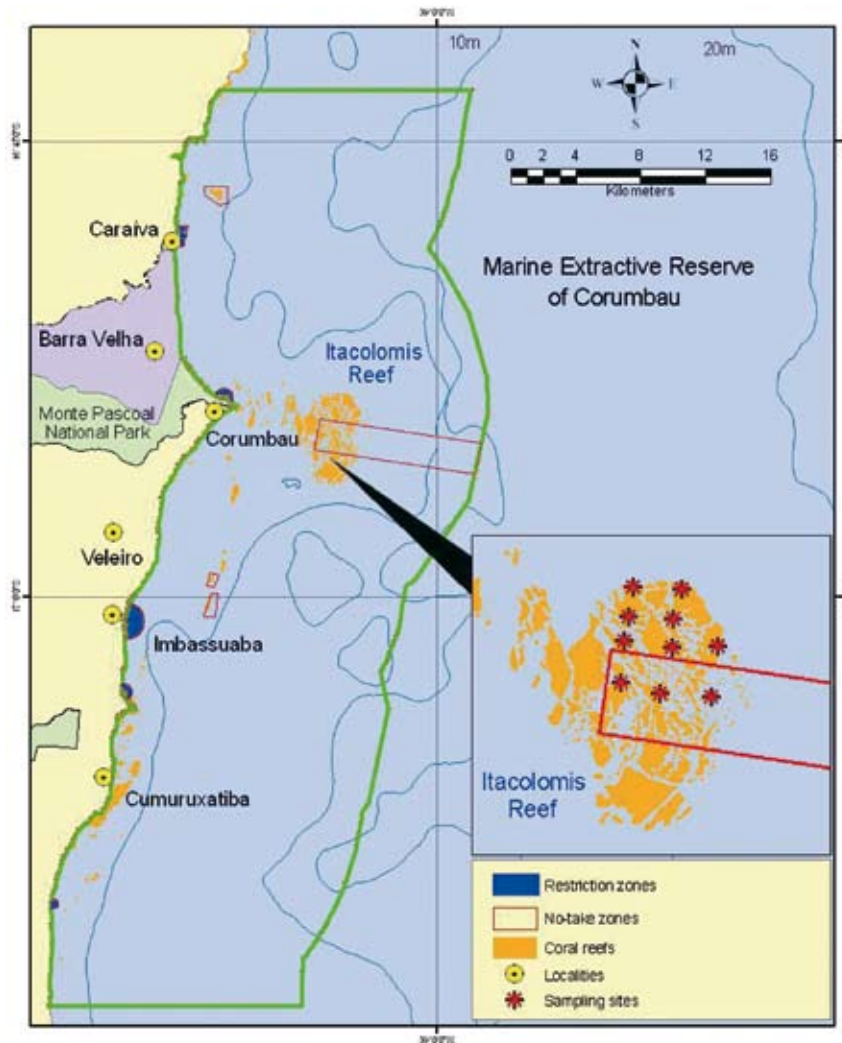 10m
20m
N
W E
S
0 2 4 8 12 16
Kilometers
Caraiva
Marine Extractive Reserve
of Corumbau
Barra Velha
Itacolomis
Reef
Monte Pascoal
National Park
Corumbau
Veleiro
Imbassuaba
Cumuruxatiba
Itacolomis
Reef
Restriction zones
No-take zones
Coral reefs
Localities
Sampling sites